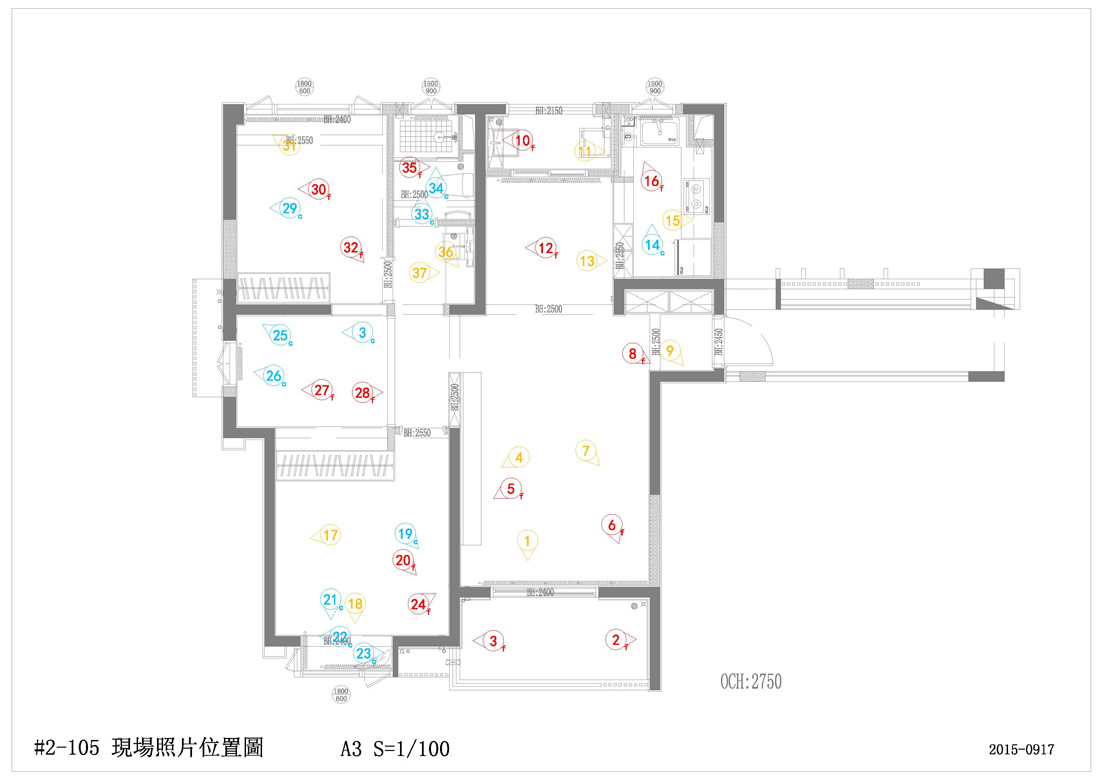 1800
600
1500
900
1500
900
BH:2400
BH:2150
BH:2550
31
10 f
11
35 f
34 c
BH:2500
16 f
30 f
29 c
33 c
15
32 f
12 f
14 c
36
13
BH:2550
37
BH:2500
BH:2500
25 c
3 c
8 f
BH:2500
9
BH:2450
26 c
27 f
28 f
BH:2500
BH:2550
4
7
5 f
17
19 c
6 f
1
20 f
21 c
18
24 f
BH:2400
22 c
BH:2400
3 f
2 f
23 c
1800
600
OCH:2750
#2-105 現場照片位置圖
A3 S=1/100
2015-0917